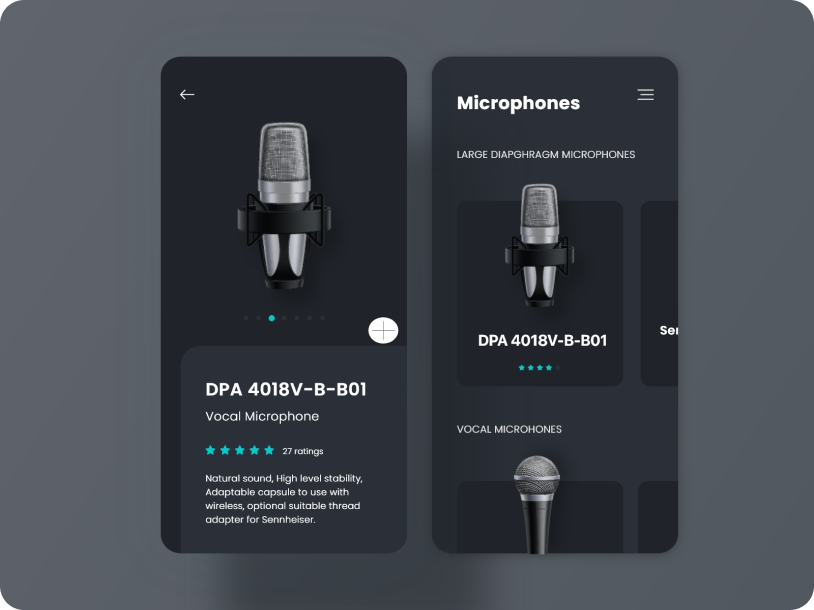 DPA 4018V-B-B01
Vocal Microphone
27 ratings
Natural sound, High level stability,
Adaptable capsule to use with
wireless, optional suitable thread
adapter for Sennheiser.
Microphones
LARGE DIAPGHRAGM MICROPHONES
DPA 4018V-B-B01
Ser
VOCAL MICROHONES